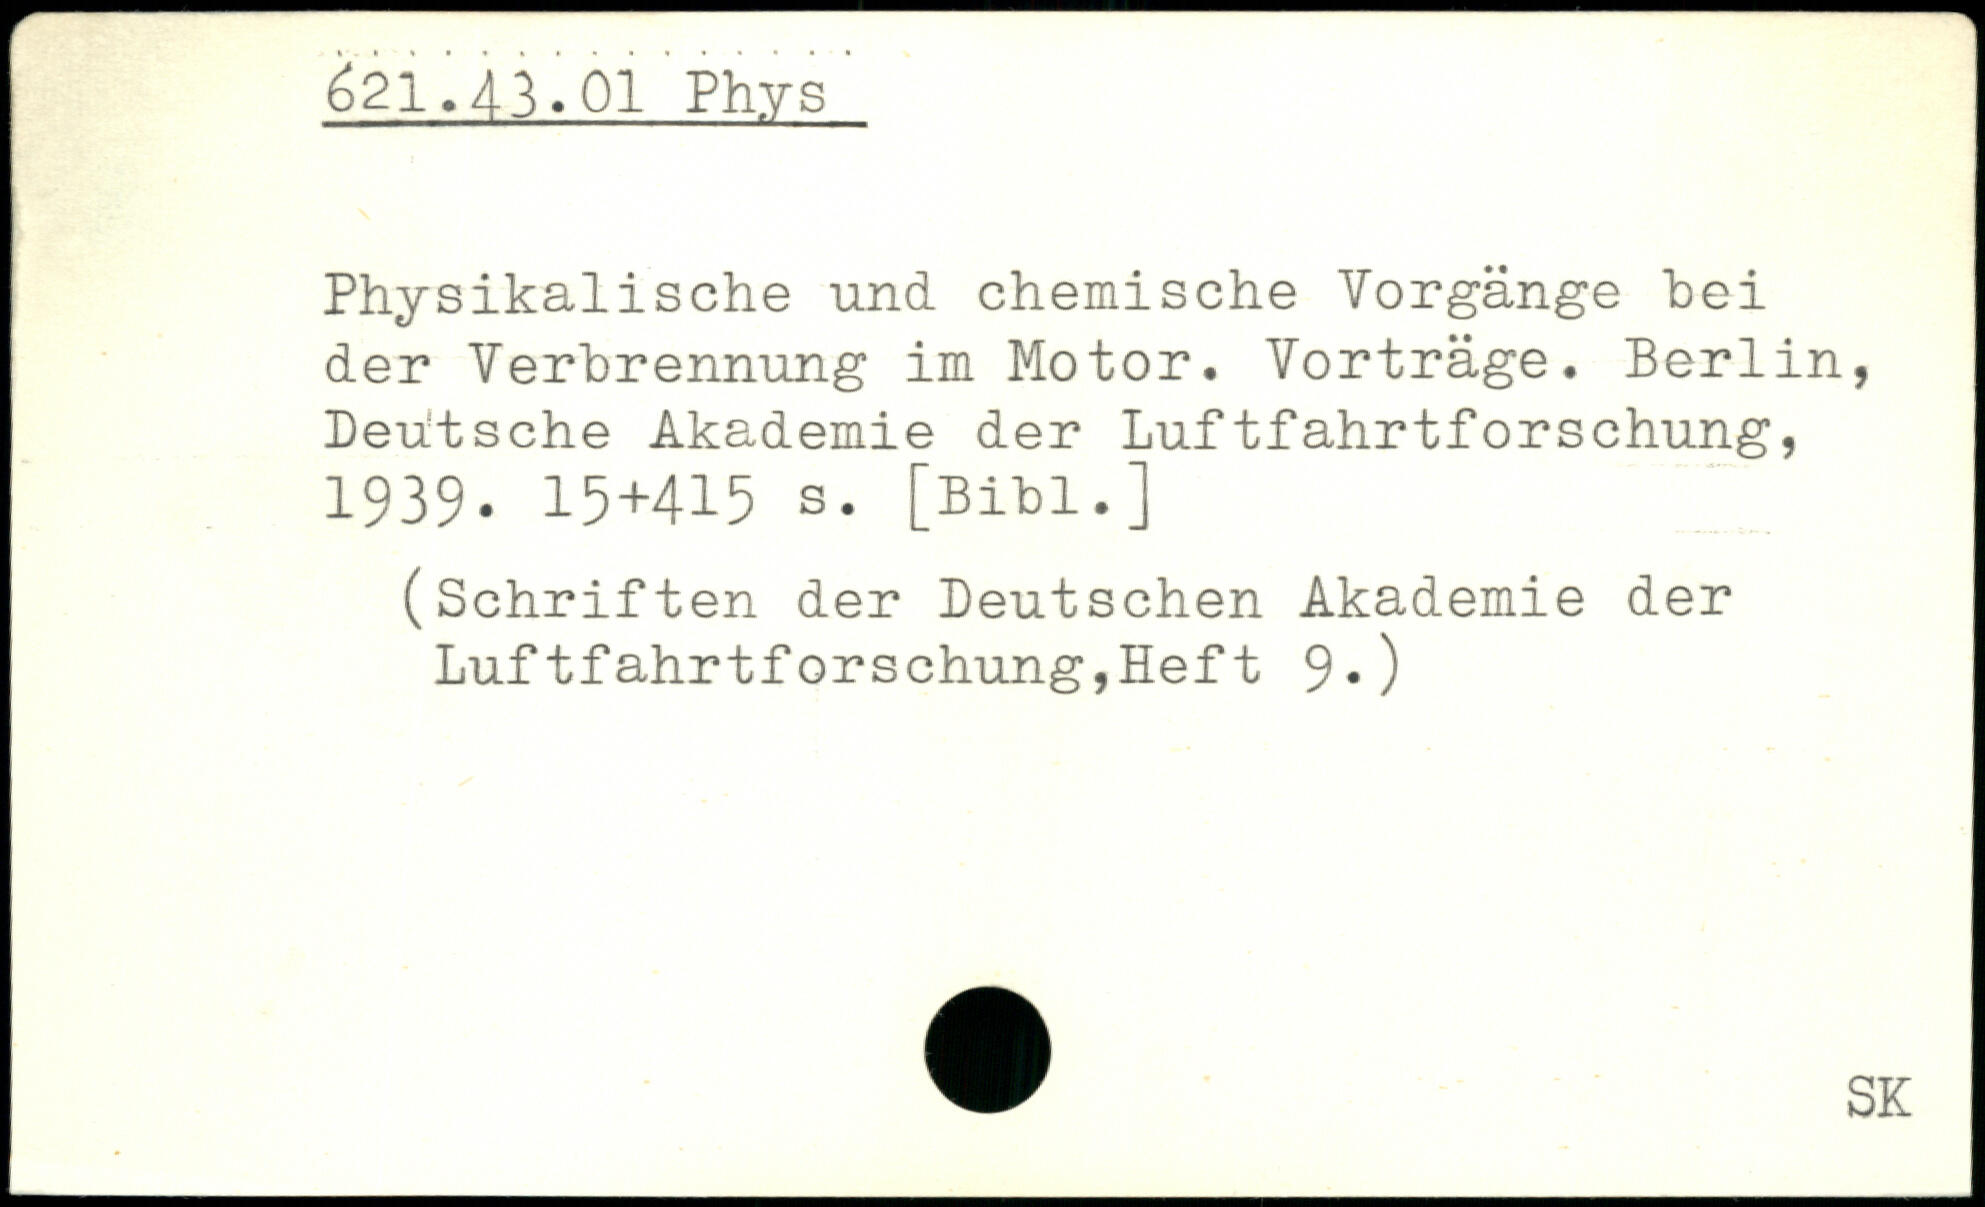 621.43.01 Phys
Physikalische und chemische Vorgänge bei
der Verbrennung im Motor. Vorträge. Berlin,
Deutsche Akademie der Luftfahrtforschung,
1939. 15+415 s. [Bibl.]
(Schriften der Deutschen Akademie der
Luftfahrtforschung,Heft 9.)
SK